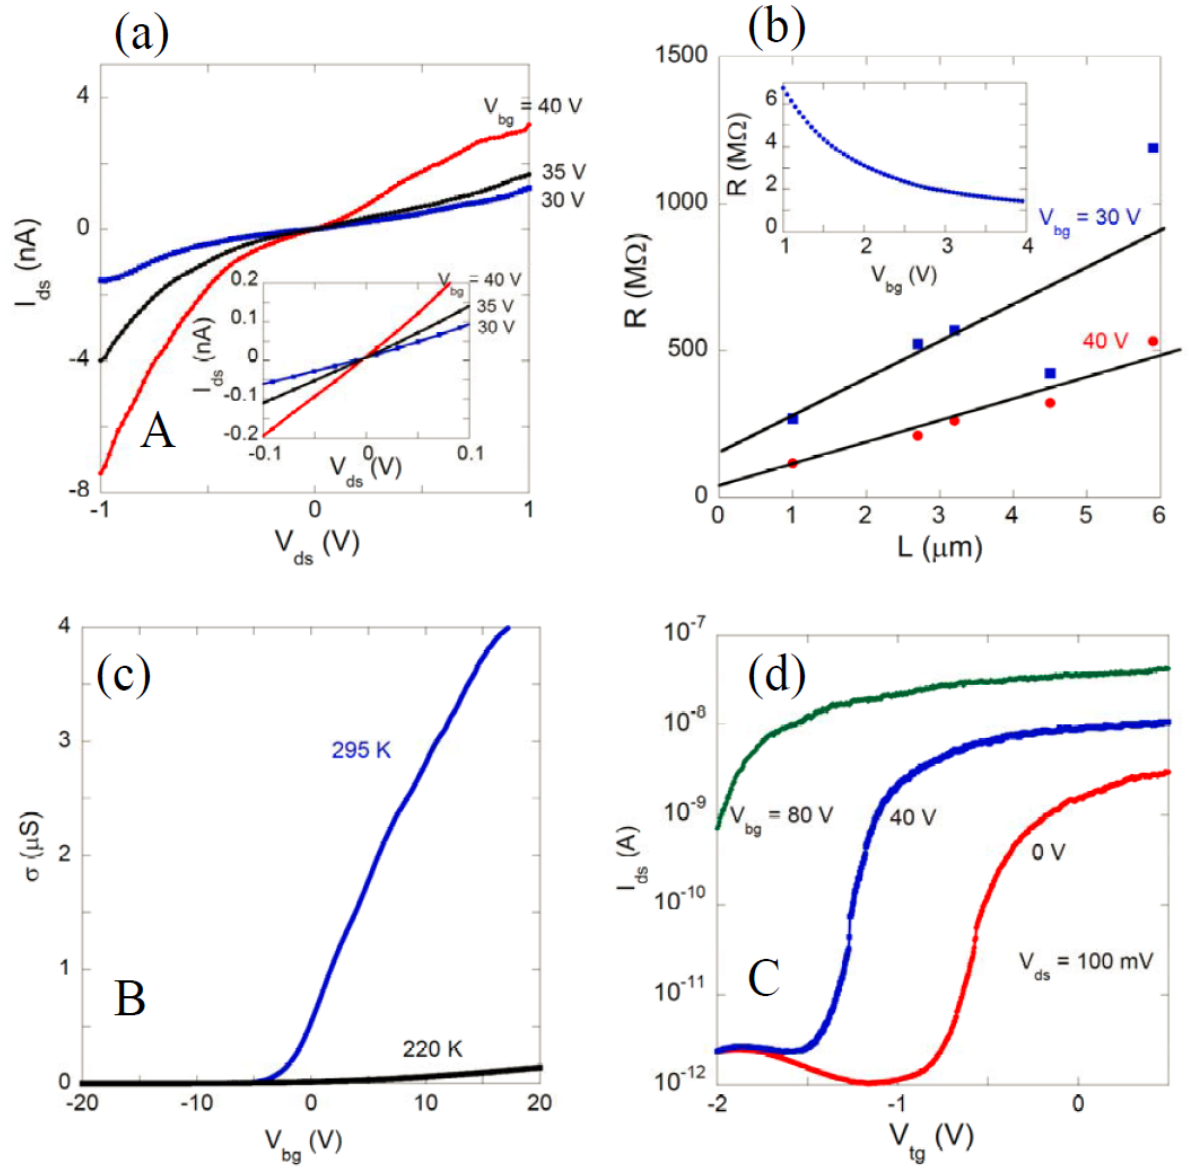 (a)
4
0
-4
-8
-1
0
1
I_ds (nA)
V_ds (V)
V_bg = 40 V
35 V
30 V
A
0.2
0.1
0
-0.1
-0.2
-0.1
0
0.1
I_ds (nA)
V_ds (V)
V_bg = 40 V
35 V
30 V
(b)
1500
1000
500
0
0
1
2
3
4
5
6
R (MΩ)
L (μm)
6
4
2
0
1
2
3
4
R (MΩ)
V_bg (V)
V_bg = 30 V
40 V
(c)
4
3
2
1
0
-20
-10
0
10
20
σ (μS)
V_bg (V)
295 K
220 K
B
(d)
10^-7
10^-8
10^-9
10^-10
10^-11
10^-12
-2
-1
0
I_ds (A)
V_tg (V)
V_bg = 80 V
40 V
0 V
V_ds = 100 mV
C